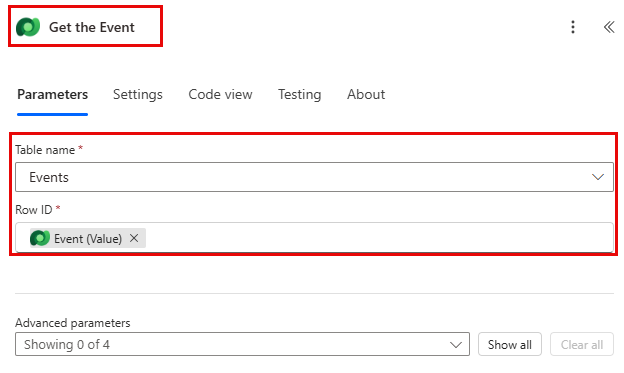 Get the Event
Parameters Settings Code view Testing About
Table name *
Events
Row ID *
Event (Value)
Advanced parameters
Showing 0 of 4 Show all Clear all